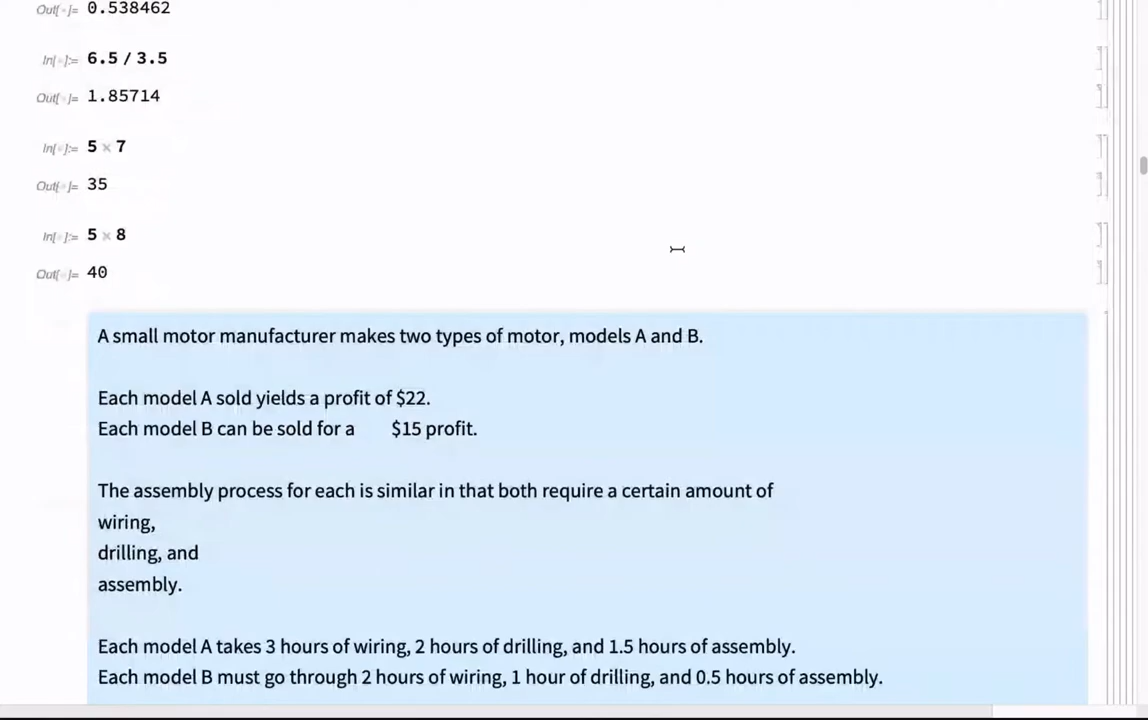 Out[ ]= 0.538462
In[ ]:= 6.5 / 3.5
Out[ ]= 1.85714
In[ ]:= 5 × 7
Out[ ]= 35
In[ ]:= 5 × 8
Out[ ]= 40
A small motor manufacturer makes two types of motor, models A and B.
Each model A sold yields a profit of $22.
Each model B can be sold for a $15 profit.
The assembly process for each is similar in that both require a certain amount of
wiring,
drilling, and
assembly.
Each model A takes 3 hours of wiring, 2 hours of drilling, and 1.5 hours of assembly.
Each model B must go through 2 hours of wiring, 1 hour of drilling, and 0.5 hours of assembly.